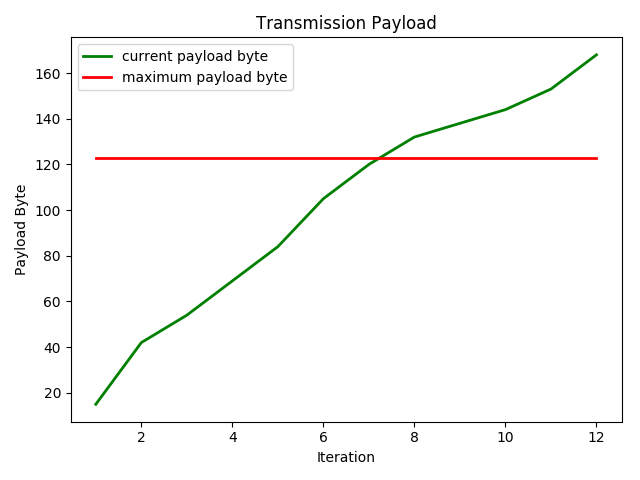 Transmission Payload
current payload byte
maximum payload byte
160
140
120
100
80
60
40
20
Payload Byte
2 4 6 8 10 12
Iteration